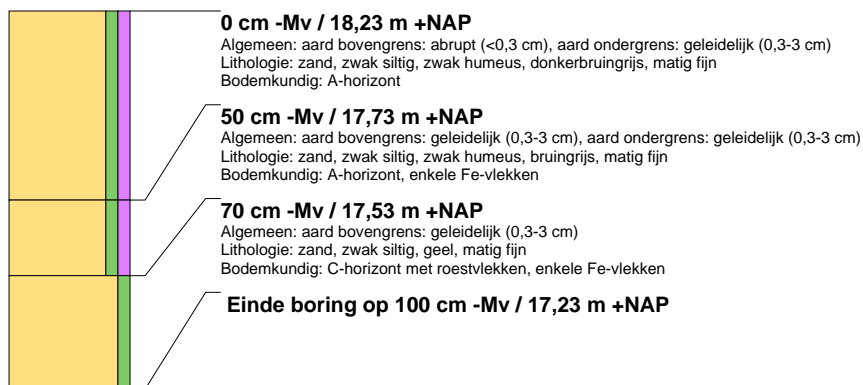 0 cm -Mv / 18,23 m +NAP
Algemeen: aard bovengrens: abrupt (<0,3 cm), aard ondergrens: geleidelijk (0,3-3 cm)
Lithologie: zand, zwak siltig, zwak humeus, donkerbruingrijs, matig fijn
Bodemkundig: A-horizont
50 cm -Mv / 17,73 m +NAP
Algemeen: aard bovengrens: geleidelijk (0,3-3 cm), aard ondergrens: geleidelijk (0,3-3 cm)
Lithologie: zand, zwak siltig, zwak humeus, bruingrijs, matig fijn
Bodemkundig: A-horizont, enkele Fe-vlekken
70 cm -Mv / 17,53 m +NAP
Algemeen: aard bovengrens: geleidelijk (0,3-3 cm)
Lithologie: zand, zwak siltig, geel, matig fijn
Bodemkundig: C-horizont met roestvlekken, enkele Fe-vlekken
Einde boring op 100 cm -Mv / 17,23 m +NAP